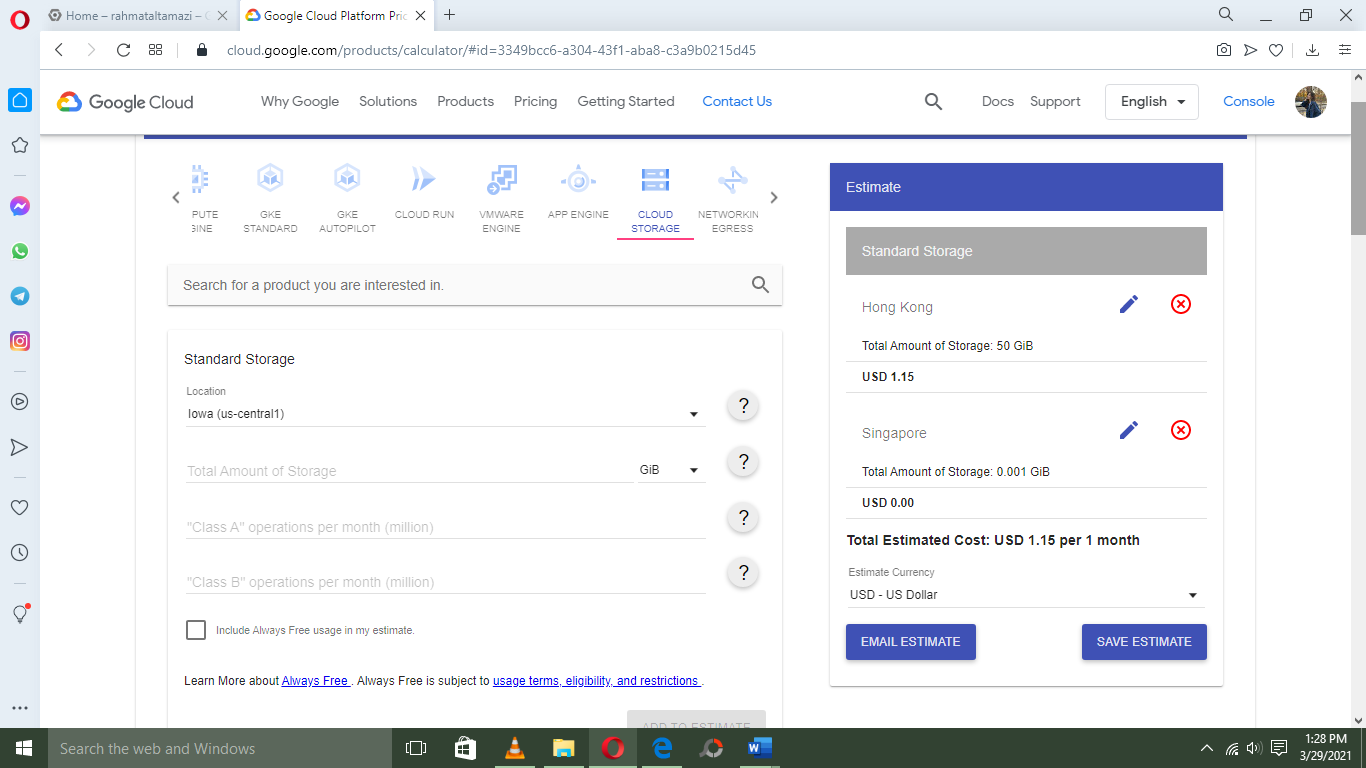 Home – rahmataltamazi – G
Google Cloud Platform Pric
cloud.google.com/products/calculator/#id=3349bcc6-a304-43f1-aba8-c3a9b0215d45
Google Cloud
Why Google
Solutions
Products
Pricing
Getting Started
Contact Us
Docs
Support
English
Console
PUTE
GINE
GKE
STANDARD
GKE
AUTOPILOT
CLOUD RUN
VMWARE
ENGINE
APP ENGINE
CLOUD
STORAGE
NETWORKIN
EGRESS
Search for a product you are interested in.
Standard Storage
Location
Iowa (us-central1)
?
Total Amount of Storage
GiB
?
"Class A" operations per month (million)
?
"Class B" operations per month (million)
?
Include Always Free usage in my estimate.
Learn More about Always Free . Always Free is subject to usage terms, eligibility, and restrictions .
ADD TO ESTIMATE
Estimate
Standard Storage
Hong Kong
Total Amount of Storage: 50 GiB
USD 1.15
Singapore
Total Amount of Storage: 0.001 GiB
USD 0.00
Total Estimated Cost: USD 1.15 per 1 month
Estimate Currency
USD - US Dollar
EMAIL ESTIMATE
SAVE ESTIMATE
Search the web and Windows
1:28 PM
3/29/2021